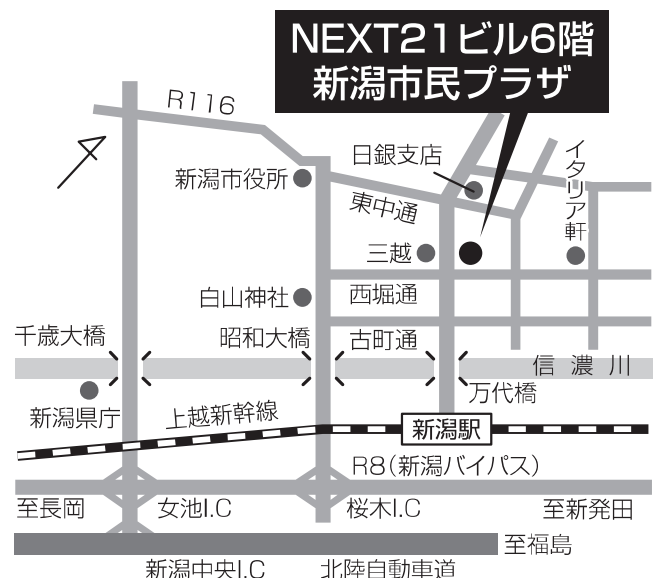 NEXT21ビル6階
新潟市民プラザ
R116
日銀支店
イタリア軒
新潟市役所
東中通
三越
白山神社
西堀通
千歳大橋
昭和大橋
古町通
信濃川
万代橋
新潟県庁
上越新幹線
新潟駅
R8(新潟バイパス)
至長岡
女池I.C
桜木I.C
至新発田
至福島
新潟中央I.C
北陸自動車道